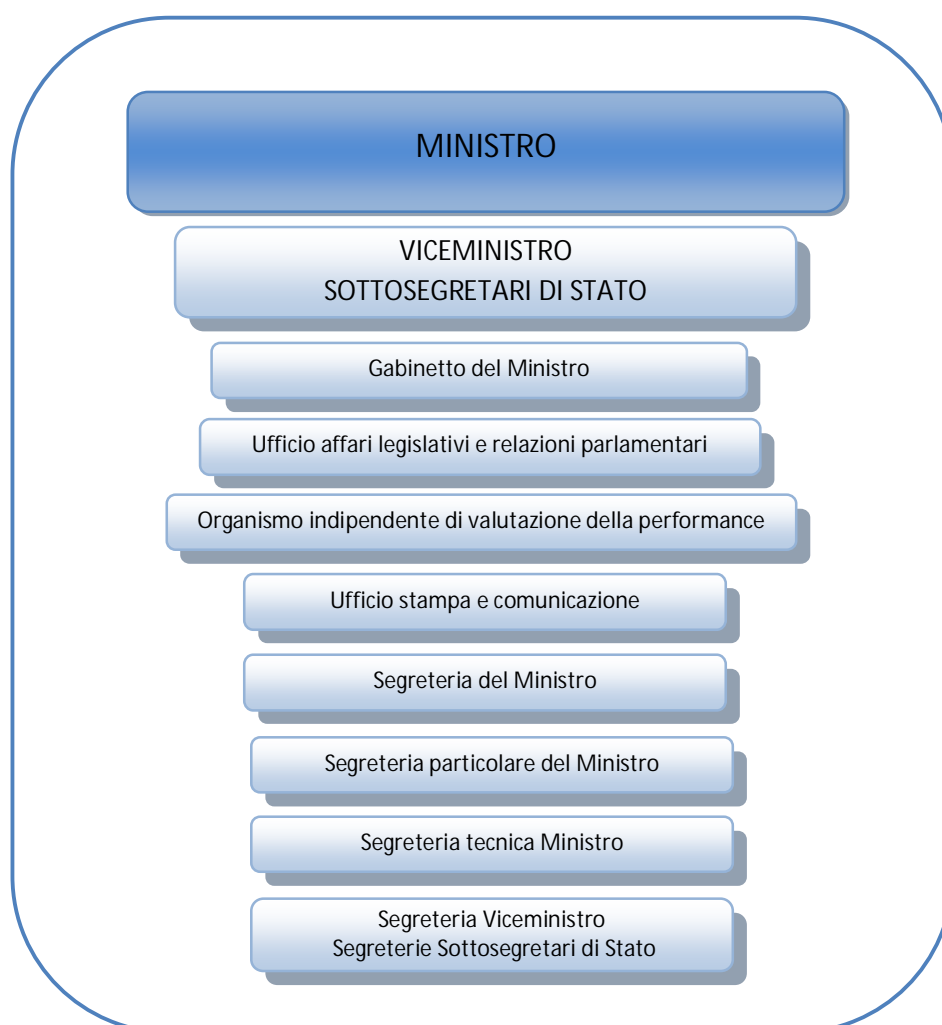 MINISTRO
VICEMINISTRO
SOTTOSEGRETARI DI STATO
Gabinetto del Ministro
Ufficio affari legislativi e relazioni parlamentari
Organismo indipendente di valutazione della performance
Ufficio stampa e comunicazione
Segreteria del Ministro
Segreteria particolare del Ministro
Segreteria tecnica Ministro
Segreteria Viceministro
Segreterie Sottosegretari di Stato